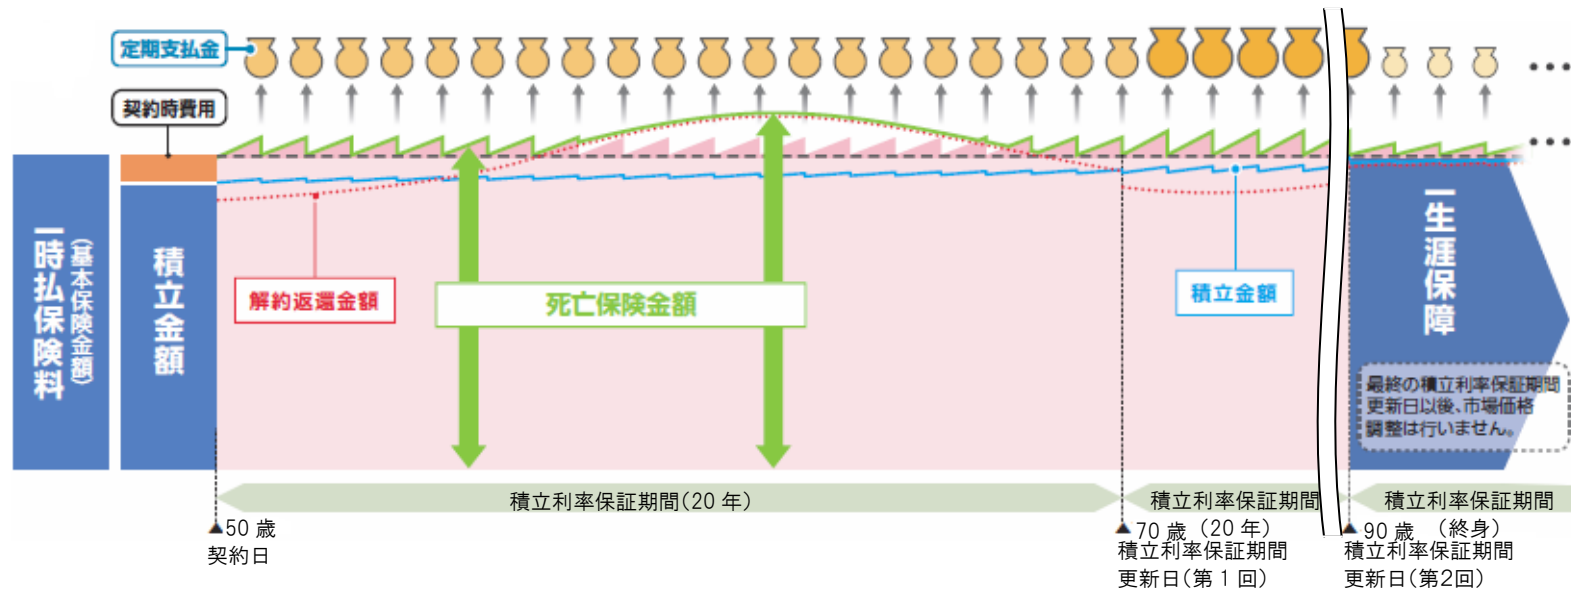 定期支払金
契約時費用
一時払保険料
(基本保険金額)
積立金額
解約返還金額
死亡保険金額
積立金額
一生涯保障
最終の積立利率保証期間
更新日以後、市場価格
調整は行いません。
積立利率保証期間(20年)
積立利率保証期間
(20年)
積立利率保証期間
(終身)
▲50歳
契約日
▲70歳
積立利率保証期間
更新日(第1回)
▲90歳
積立利率保証期間
更新日(第2回)